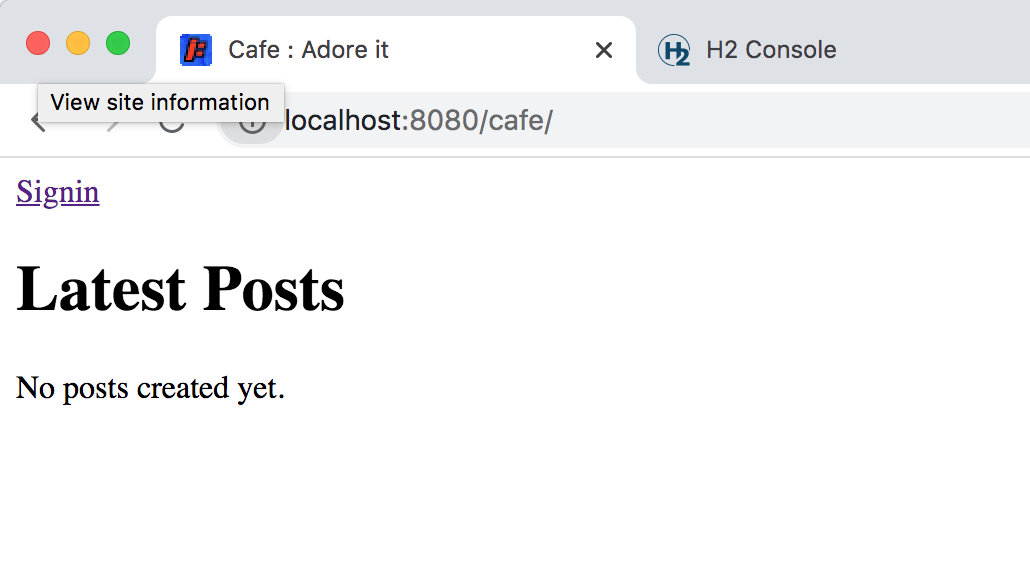 Cafe : Adore it
H2 Console
View site information
localhost:8080/cafe/
Signin
Latest Posts
No posts created yet.